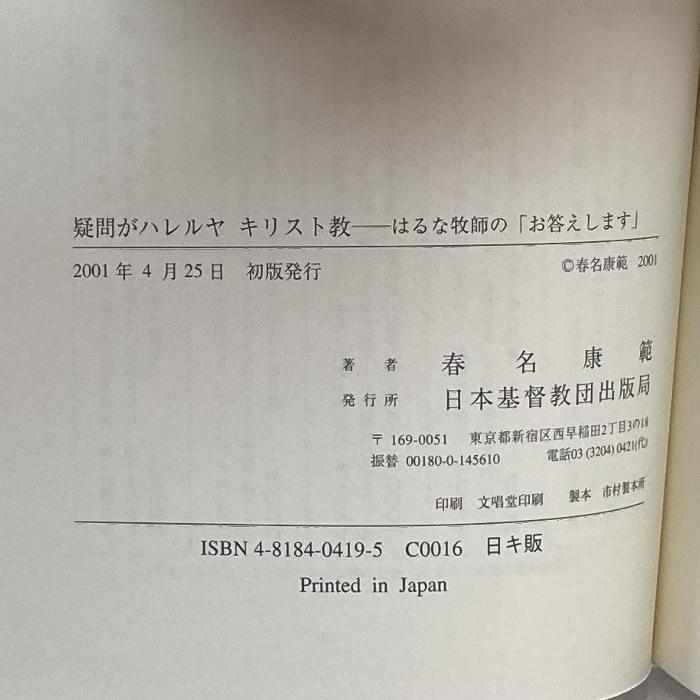 疑問がハレルヤ キリスト教――はるな牧師の「お答えします」
2001年4月25日 初版発行 ©春名康範 2001
著者 春名康範
発行所 日本基督教団出版局
〒169-0051 東京都新宿区西早稲田2丁目3の18
振替 00180-0-145610 電話03 (3204) 0421(代)
印刷 文唱堂印刷 製本 市村製本所
ISBN 4-8184-0419-5 C0016 日キ販
Printed in Japan